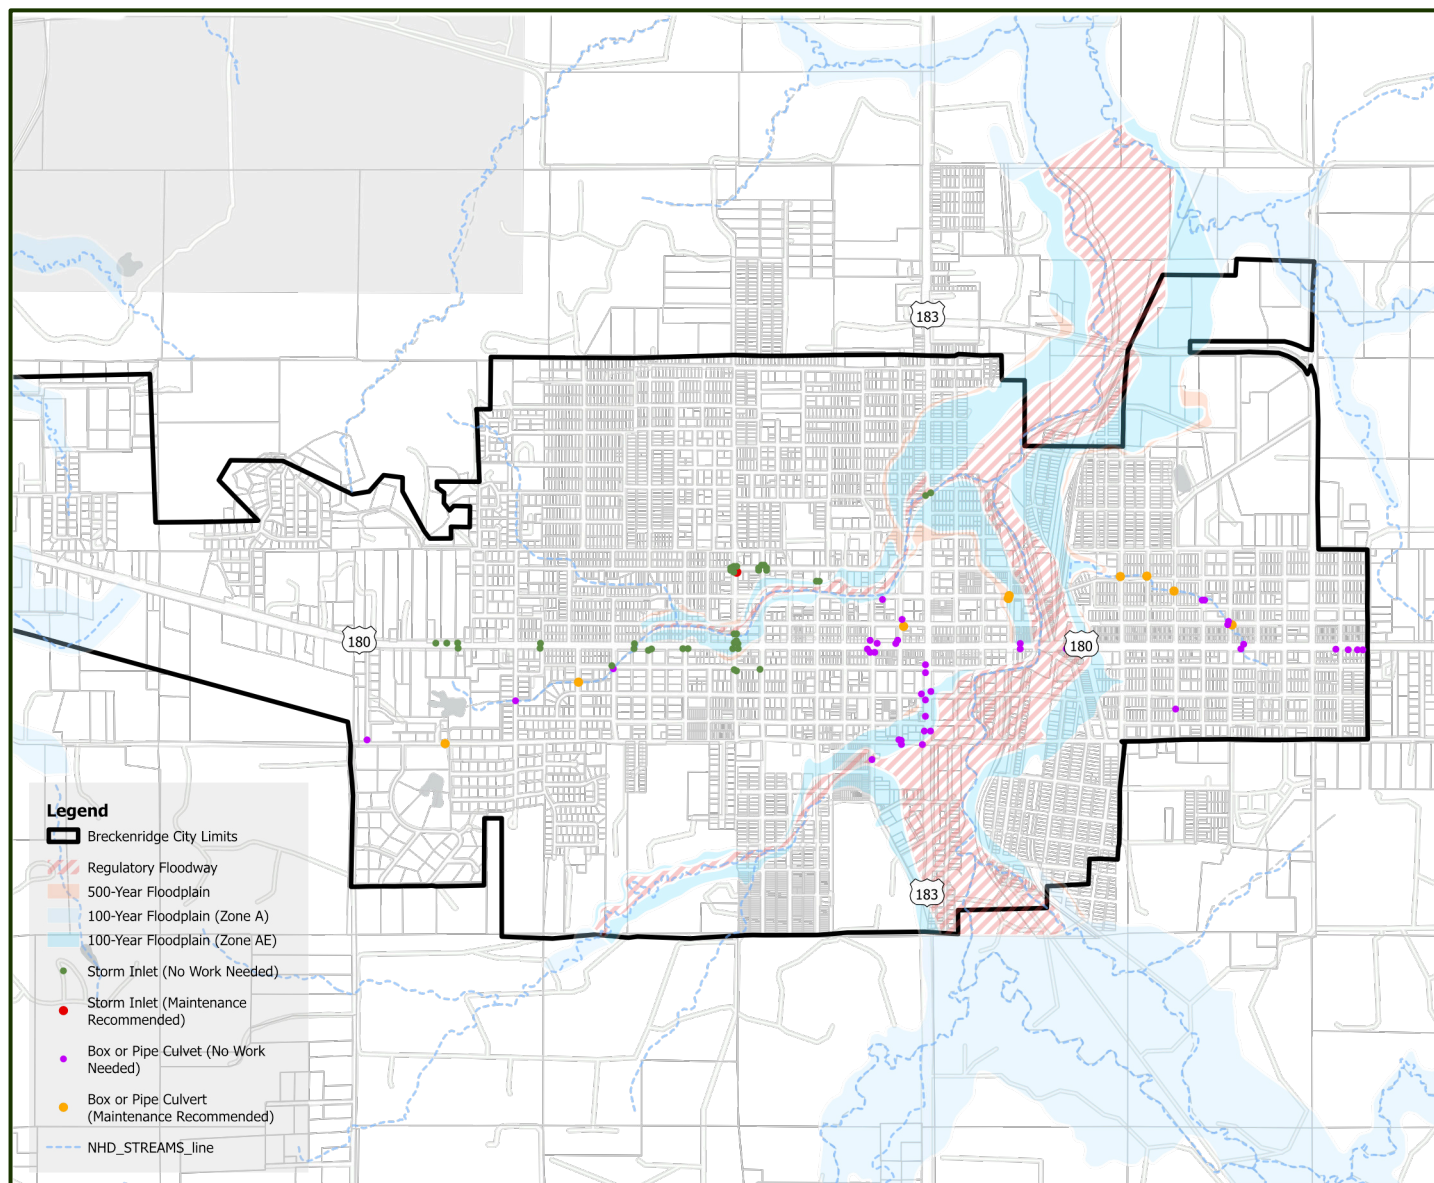 183
180
180
183
Legend
Breckenridge City Limits
Regulatory Floodway
500-Year Floodplain
100-Year Floodplain (Zone A)
100-Year Floodplain (Zone AE)
Storm Inlet (No Work Needed)
Storm Inlet (Maintenance
Recommended)
Box or Pipe Culvet (No Work
Needed)
Box or Pipe Culvert
(Maintenance Recommended)
NHD_STREAMS_line